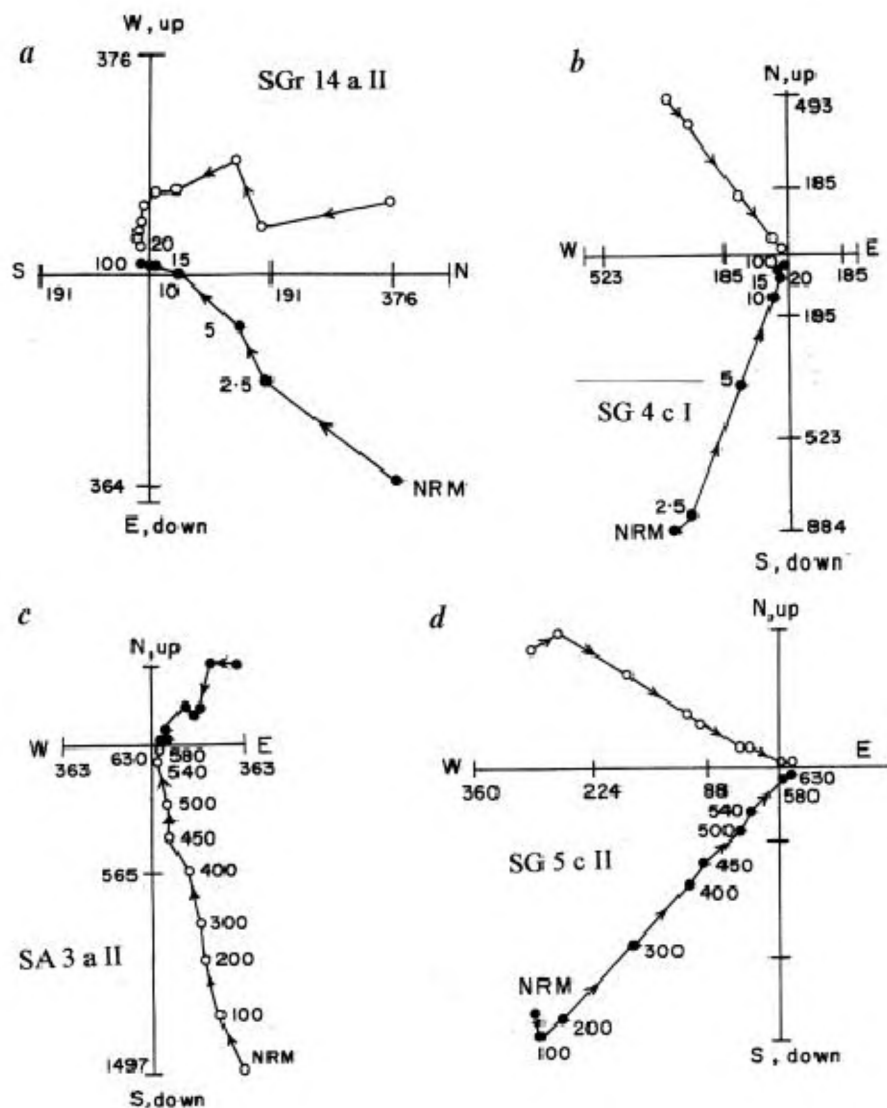 a
W, up
376
SGr 14 a II
20
100
15
S
N
191
10
191
376
5
2·5
364
NRM
E, down
b
N, up
493
185
W
E
100
523
185
15
20
185
10
185
5
SG 4 c I
523
2·5
NRM
884
S, down
c
N, up
W
E
363
630
580
363
540
500
450
565
400
300
SA 3 a II
200
100
1497
NRM
S, down
d
N, up
W
E
360
224
88
630
580
540
500
SG 5 c II
450
400
300
NRM
200
100
S, down